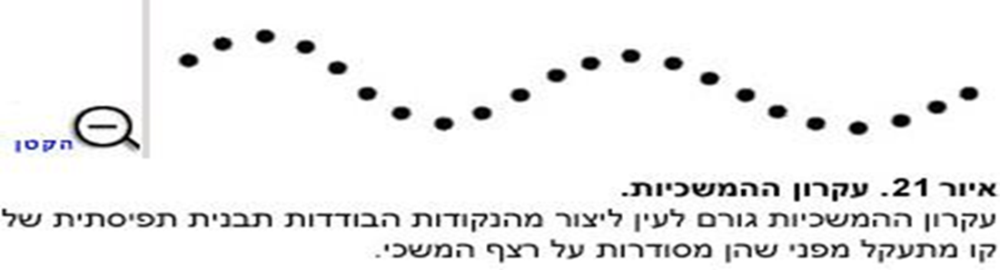 הקטן
איור 21. עקרון ההמשכיות.
עקרון ההמשכיות גורם לעין ליצור מהנקודות הבודדות תבנית תפיסתית של
קו מתעקל מפני שהן מסודרות על רצף המשכי.